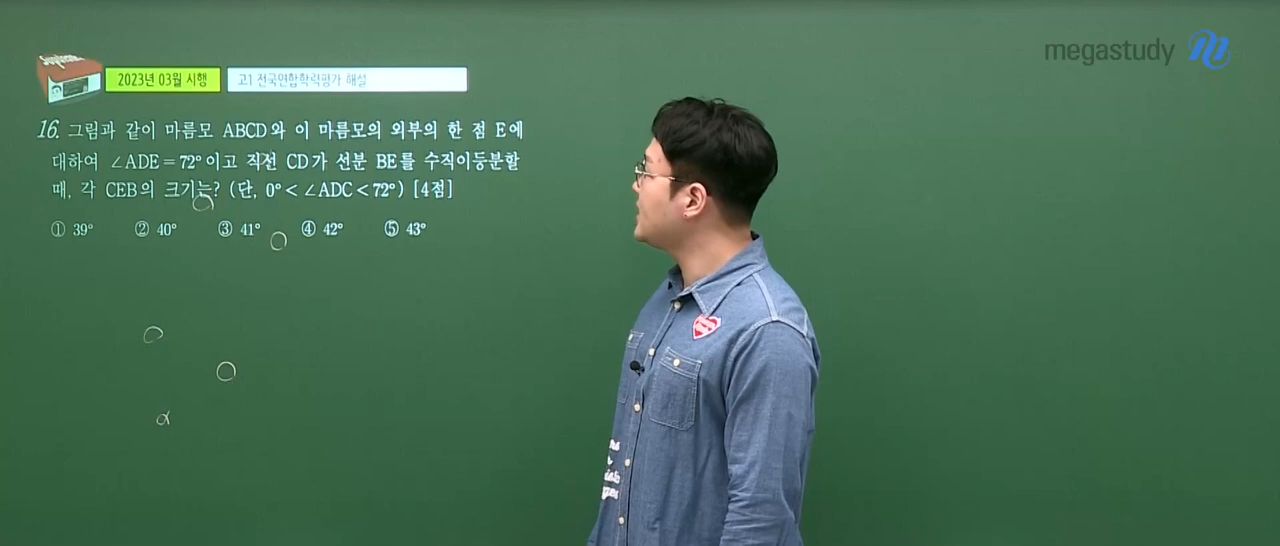 megastudy
2023년 03월 시행
고1 전국연합학력평가 해설
16. 그림과 같이 마름모 ABCD와 이 마름모의 외부의 한 점 E에
대하여 ∠ADE = 72°이고 직선 CD가 선분 BE를 수직이등분할
때, 각 CEB의 크기는? (단, 0° < ∠ADC < 72°) [4점]
① 39° ② 40° ③ 41° ④ 42° ⑤ 43°
α